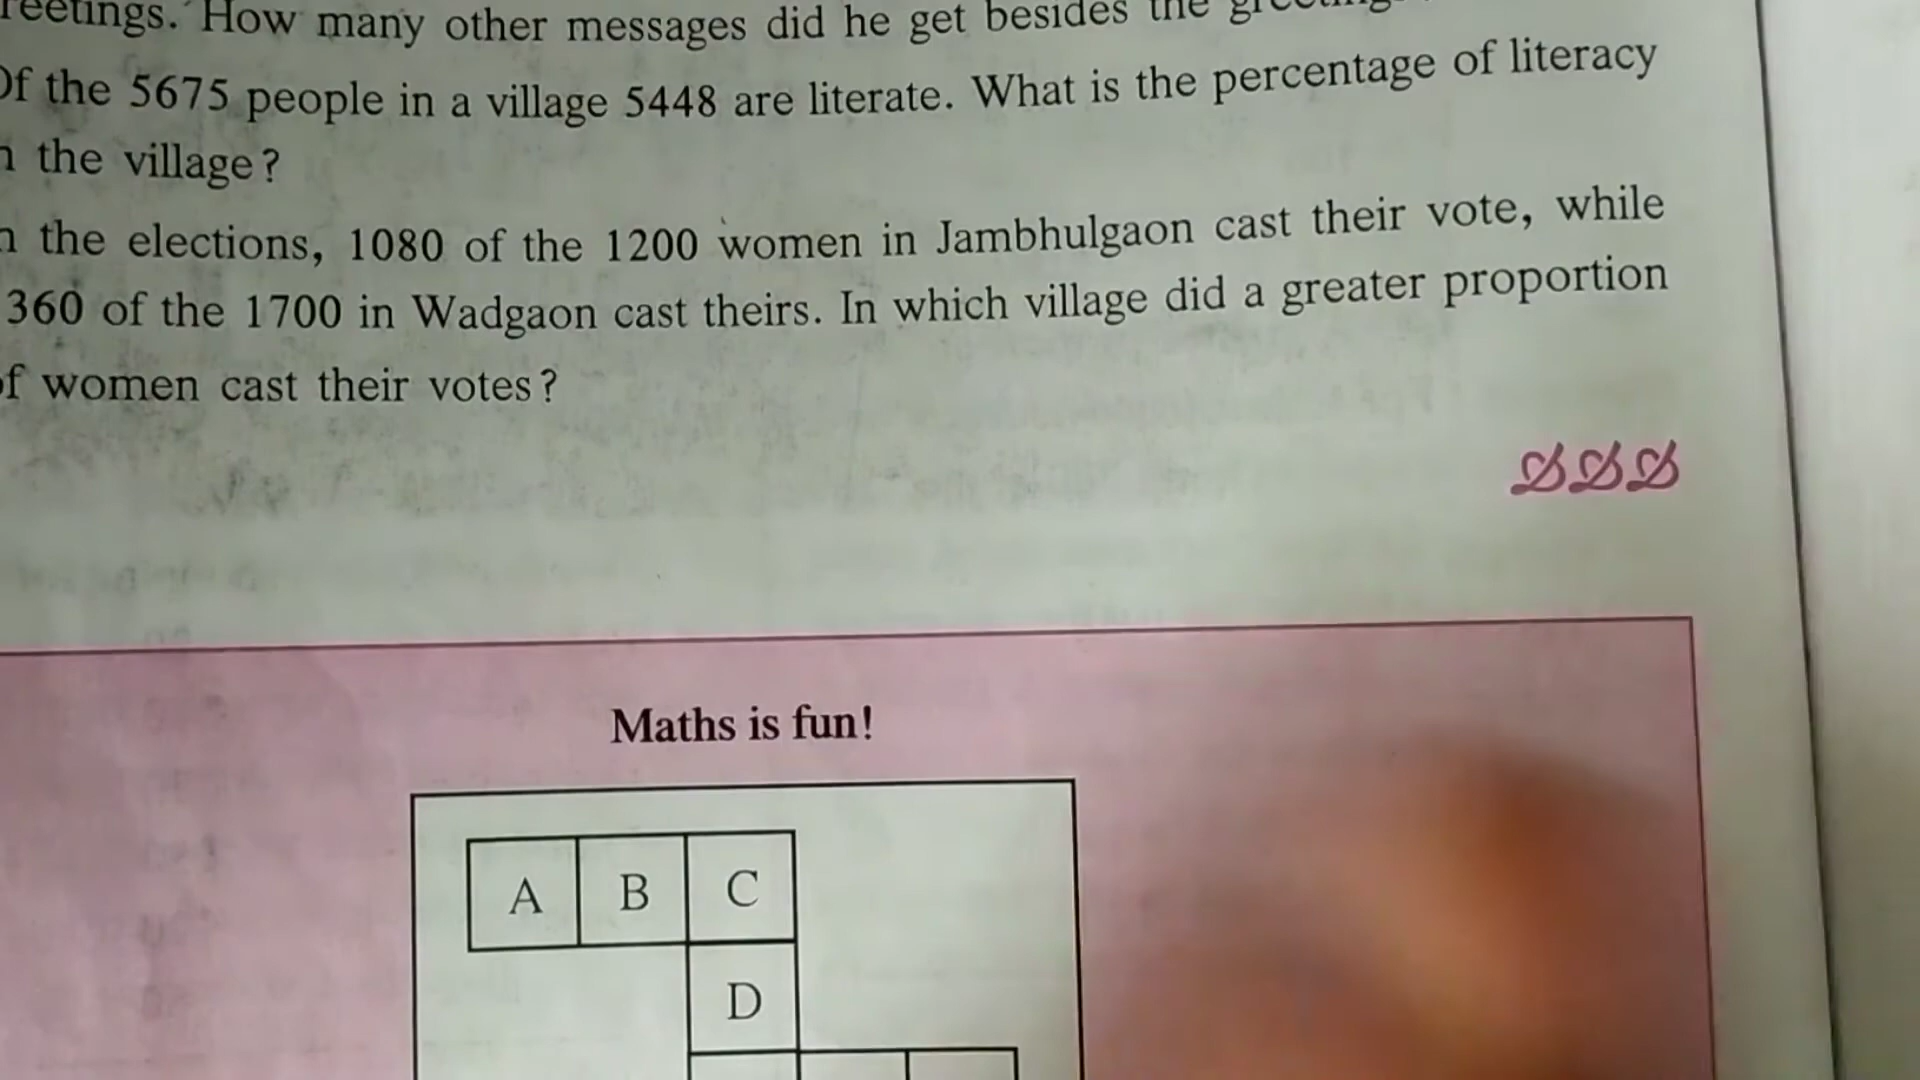 How many other messages did he get besides the
Of the 5675 people in a village 5448 are literate. What is the percentage of literacy
the village?
the elections, 1080 of the 1200 women in Jambhulgaon cast their vote, while
360 of the 1700 in Wadgaon cast theirs. In which village did a greater proportion
of women cast their votes?
Maths is fun!
A B C
D